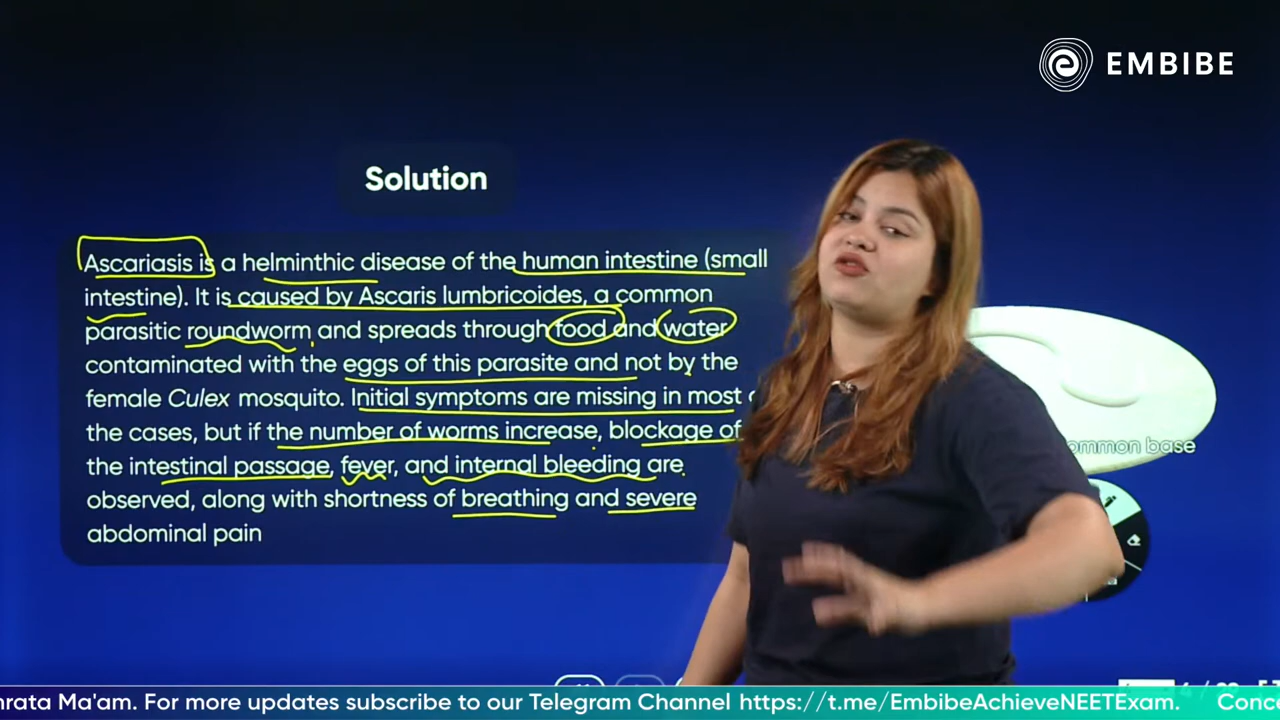 EMBIBE
Solution
Ascariasis is a helminthic disease of the human intestine (small
intestine). It is caused by Ascaris lumbricoides, a common
parasitic roundworm and spreads through food and water
contaminated with the eggs of this parasite and not by the
female Culex mosquito. Initial symptoms are missing in most
the cases, but if the number of worms increase, blockage of
the intestinal passage, fever, and internal bleeding are
observed, along with shortness of breathing and severe
abdominal pain
ommon base
nrata Ma'am. For more updates subscribe to our Telegram Channel https://t.me/EmbibeAchieveNEETExam. Conc